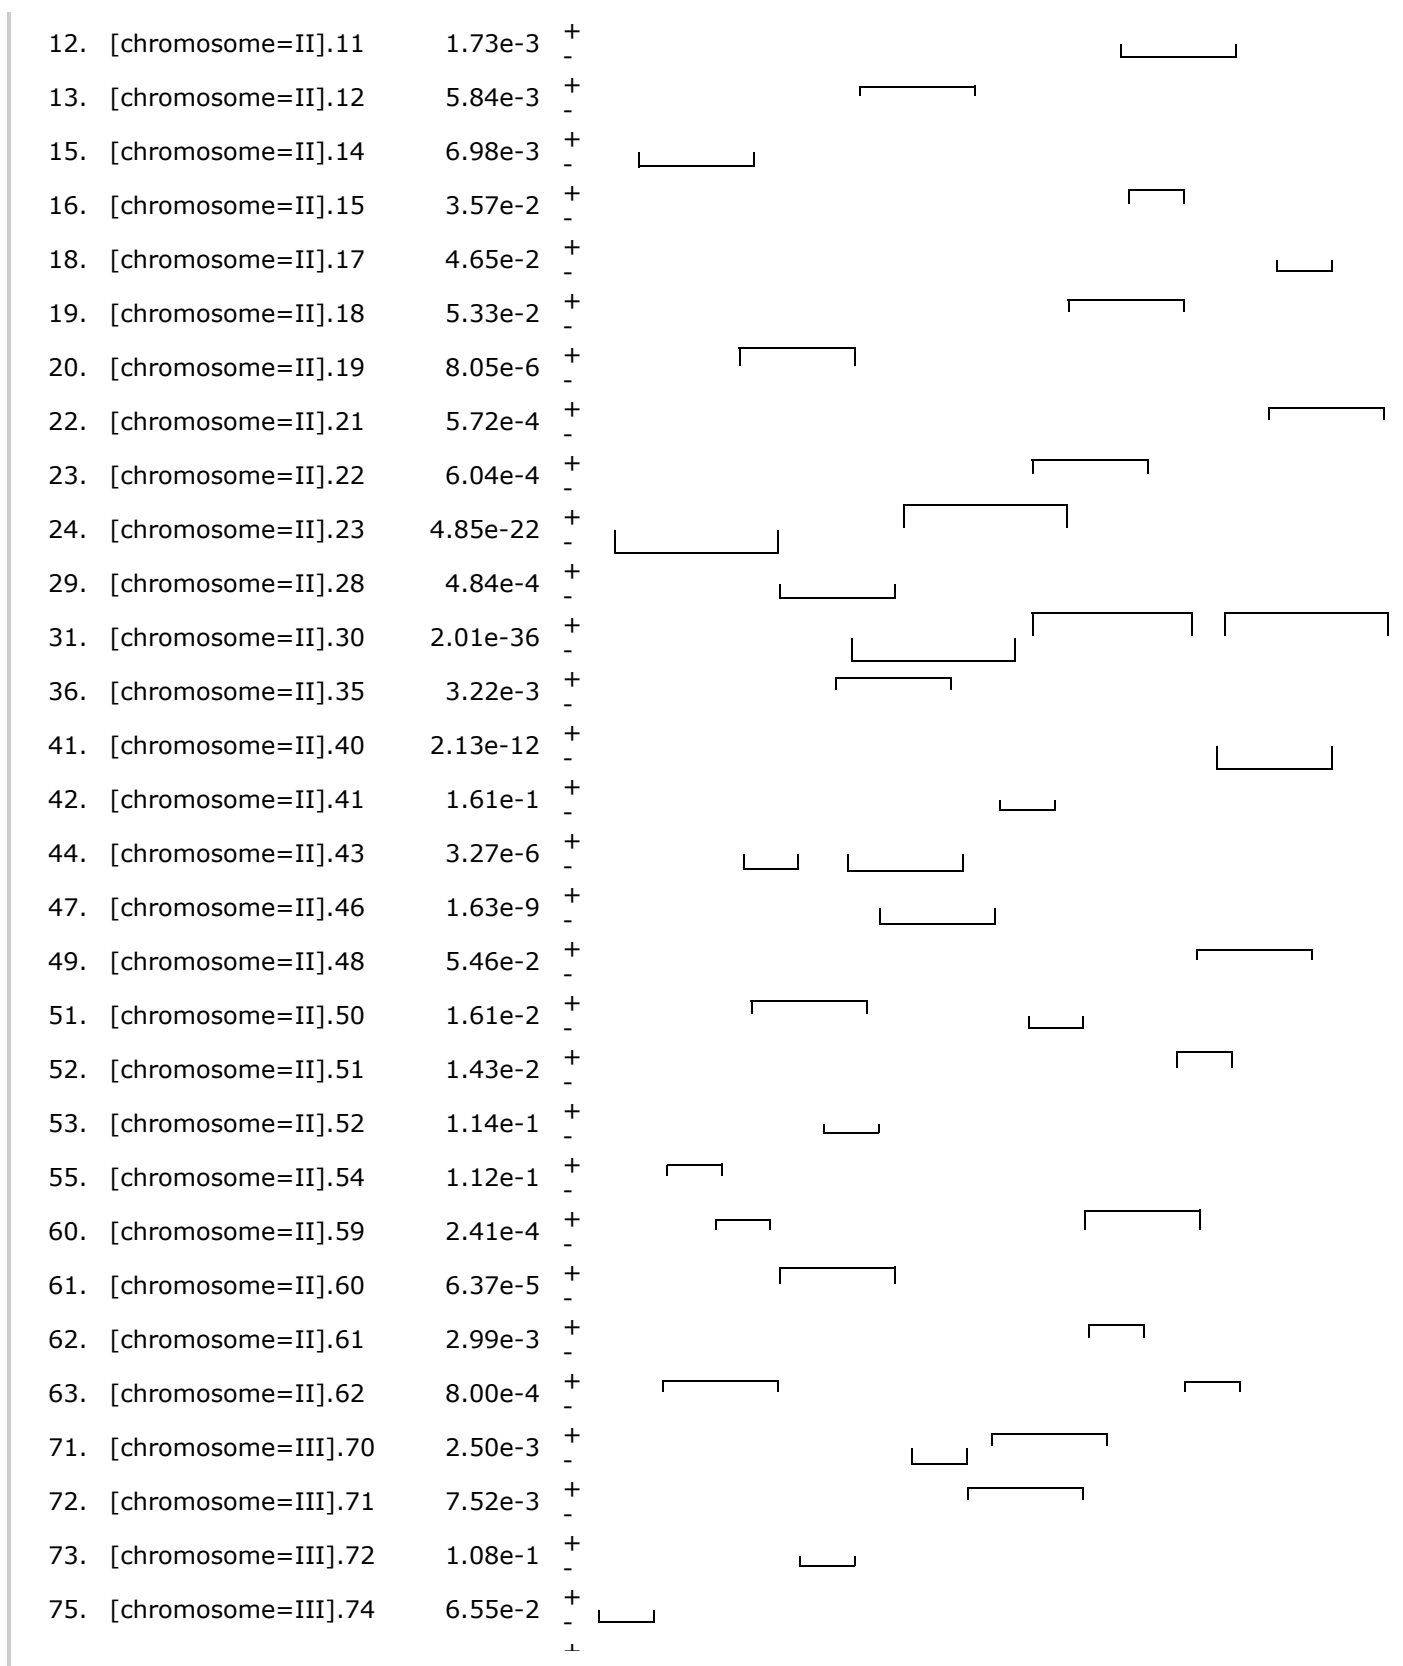 12. [chromosome=II].11 1.73e-3 +
-
13. [chromosome=II].12 5.84e-3 +
-
15. [chromosome=II].14 6.98e-3 +
-
16. [chromosome=II].15 3.57e-2 +
-
18. [chromosome=II].17 4.65e-2 +
-
19. [chromosome=II].18 5.33e-2 +
-
20. [chromosome=II].19 8.05e-6 +
-
22. [chromosome=II].21 5.72e-4 +
-
23. [chromosome=II].22 6.04e-4 +
-
24. [chromosome=II].23 4.85e-22 +
-
29. [chromosome=II].28 4.84e-4 +
-
31. [chromosome=II].30 2.01e-36 +
-
36. [chromosome=II].35 3.22e-3 +
-
41. [chromosome=II].40 2.13e-12 +
-
42. [chromosome=II].41 1.61e-1 +
-
44. [chromosome=II].43 3.27e-6 +
-
47. [chromosome=II].46 1.63e-9 +
-
49. [chromosome=II].48 5.46e-2 +
-
51. [chromosome=II].50 1.61e-2 +
-
52. [chromosome=II].51 1.43e-2 +
-
53. [chromosome=II].52 1.14e-1 +
-
55. [chromosome=II].54 1.12e-1 +
-
60. [chromosome=II].59 2.41e-4 +
-
61. [chromosome=II].60 6.37e-5 +
-
62. [chromosome=II].61 2.99e-3 +
-
63. [chromosome=II].62 8.00e-4 +
-
71. [chromosome=III].70 2.50e-3 +
-
72. [chromosome=III].71 7.52e-3 +
-
73. [chromosome=III].72 1.08e-1 +
-
75. [chromosome=III].74 6.55e-2 +
-
+